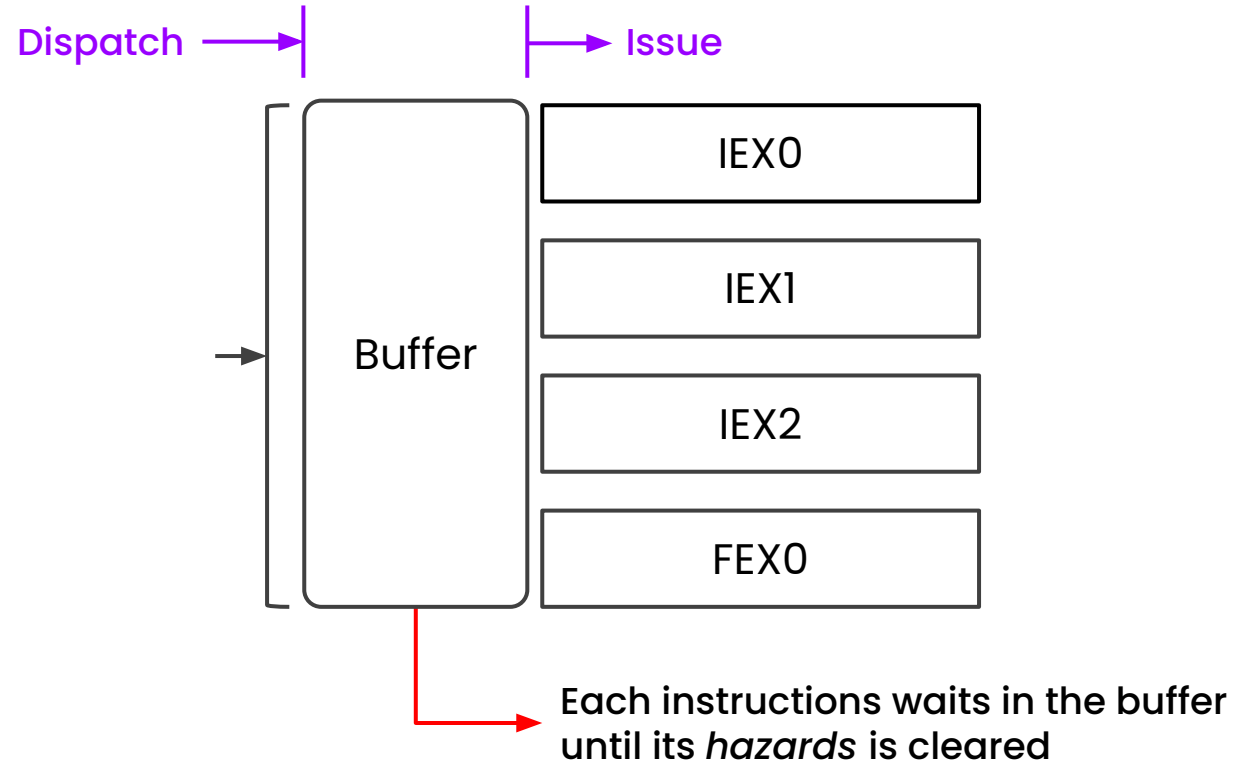 Dispatch
Issue
IEX0
IEX1
Buffer
IEX2
FEX0
Each instructions waits in the buffer
until its hazards is cleared